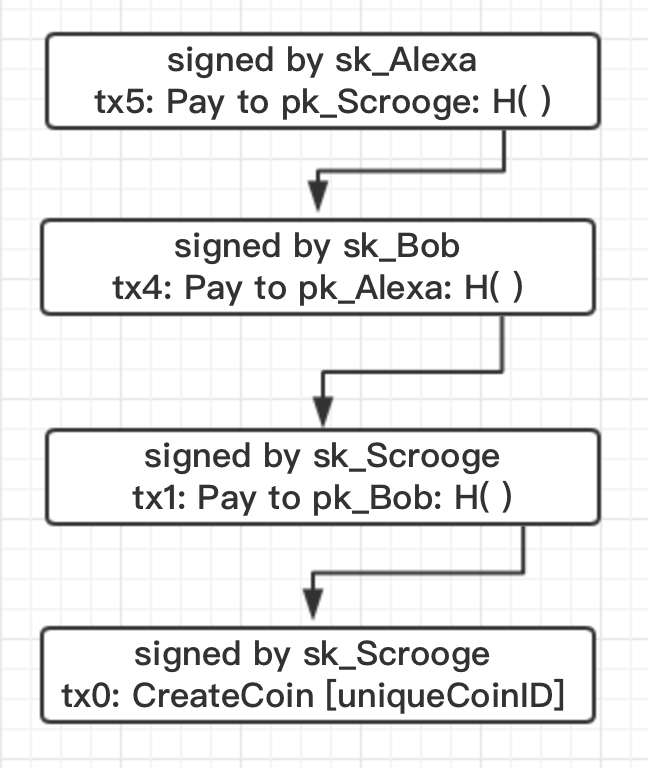 signed by sk_Alexa
tx5: Pay to pk_Scrooge: H( )
signed by sk_Bob
tx4: Pay to pk_Alexa: H( )
signed by sk_Scrooge
tx1: Pay to pk_Bob: H( )
signed by sk_Scrooge
tx0: CreateCoin [uniqueCoinID]